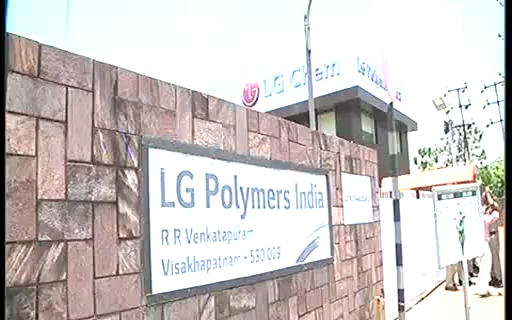 LG Chem
LG Polymers India
R R Venkatapuram
Visakhapatnam - 530 029